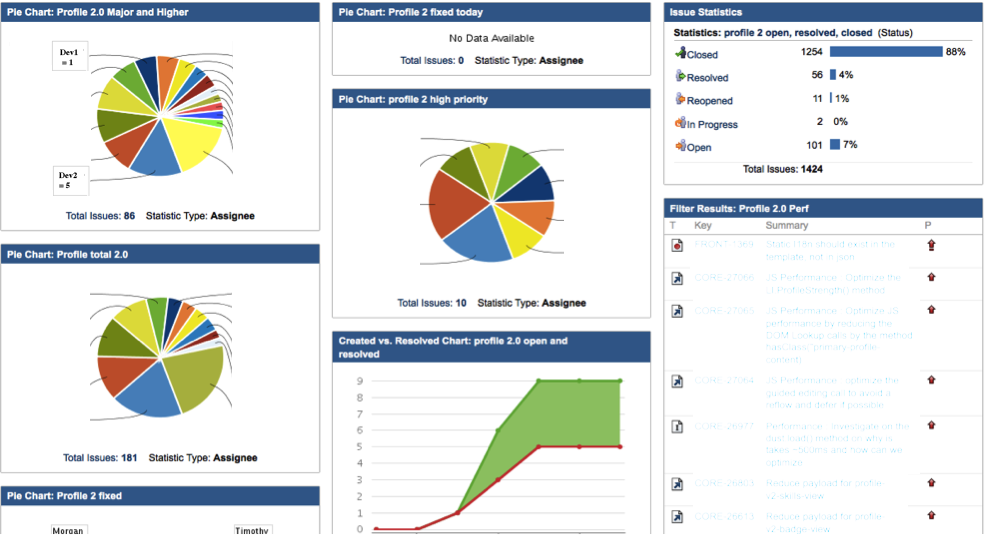 Pie Chart: Profile 2.0 Major and Higher
Dev1
= 1
Dev2
= 5
Total Issues: 86 Statistic Type: Assignee
Pie Chart: Profile total 2.0
Total Issues: 181 Statistic Type: Assignee
Pie Chart: Profile 2 fixed
Morgan
Timothy
Pie Chart: Profile 2 fixed today
No Data Available
Total Issues: 0 Statistic Type: Assignee
Pie Chart: profile 2 high priority
Total Issues: 10 Statistic Type: Assignee
Created vs. Resolved Chart: profile 2.0 open and
resolved
9
8
7
6
5
4
3
2
1
0
Issue Statistics
Statistics: profile 2 open, resolved, closed (Status)
Closed 1254 88%
Resolved 56 4%
Reopened 11 1%
In Progress 2 0%
Open 101 7%
Total Issues: 1424
Filter Results: Profile 2.0 Perf
T Key Summary P
FRONT-1369 Static I18n should exist in the
template, not in json
CORE-27066 JS Performance - Optimize the
method
CORE-27065 JS Performance - Optimize JS
performance by reducing the
DOM Lookup calls by the method
content)
CORE-27064 JS Performance - optimize the
guided editing call to avoid a
reflow and defer if possible
CORE-26977 Performance - investigate on the
method on why is
takes ~500ms and how can we
optimize
CORE-26803 Reduce payload for profile-
v2-skills-view
CORE-26613 Reduce payload for profile-
v2-badge-view